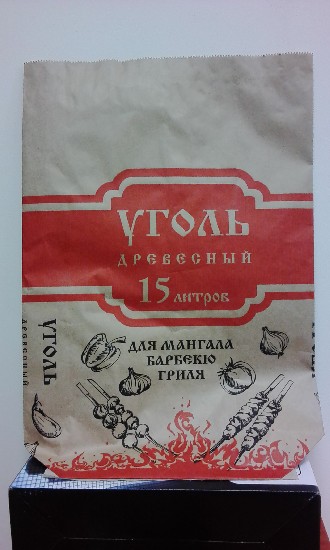 УГОЛЬ
ДРЕВЕСНЫЙ
15 ЛИТРОВ
ДЛЯ МАНГАЛА
БАРБЕКЮ
ГРИЛЯ
УГОЛЬ
ДРЕВЕСНЫЙ